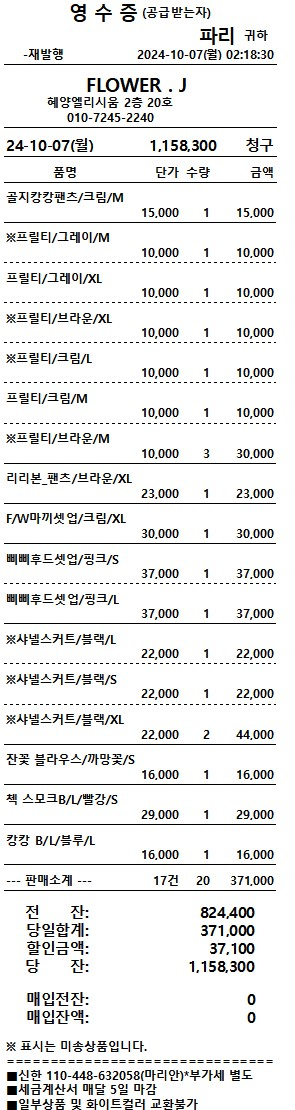 영 수 증 (공급받는자)
파리 귀하
-재발행 2024-10-07(월) 02:18:30
FLOWER . J
혜양엘리시움 2층 20호
010-7245-2240
24-10-07(월) 1,158,300 청구
품명 단가 수량 금액
골지캉캉팬츠/크림/M
15,000 1 15,000
※프릴티/그레이/M
10,000 1 10,000
프릴티/그레이/XL
10,000 1 10,000
※프릴티/브라운/XL
10,000 1 10,000
※프릴티/크림/L
10,000 1 10,000
프릴티/크림/M
10,000 1 10,000
※프릴티/브라운/M
10,000 3 30,000
리리본_팬츠/브라운/XL
23,000 1 23,000
F/W마끼셋업/크림/XL
30,000 1 30,000
삐삐후드셋업/핑크/S
37,000 1 37,000
삐삐후드셋업/핑크/L
37,000 1 37,000
※샤넬스커트/블랙/L
22,000 1 22,000
※샤넬스커트/블랙/S
22,000 1 22,000
※샤넬스커트/블랙/XL
22,000 2 44,000
잔꽃 블라우스/까망꽃/S
16,000 1 16,000
첵 스모크B/L/빨강/S
29,000 1 29,000
캉캉 B/L/블루/L
16,000 1 16,000
--- 판매소계 --- 17건 20 371,000
전 잔: 824,400
당일합계: 371,000
할인금액: 37,100
당 잔: 1,158,300
매입전잔: 0
매입잔액: 0
※ 표시는 미송상품입니다.
==============================
■신한 110-448-632058(마리안)*부가세 별도
■세금계산서 매달 5일 마감
■일부상품 및 화이트컬러 교환불가